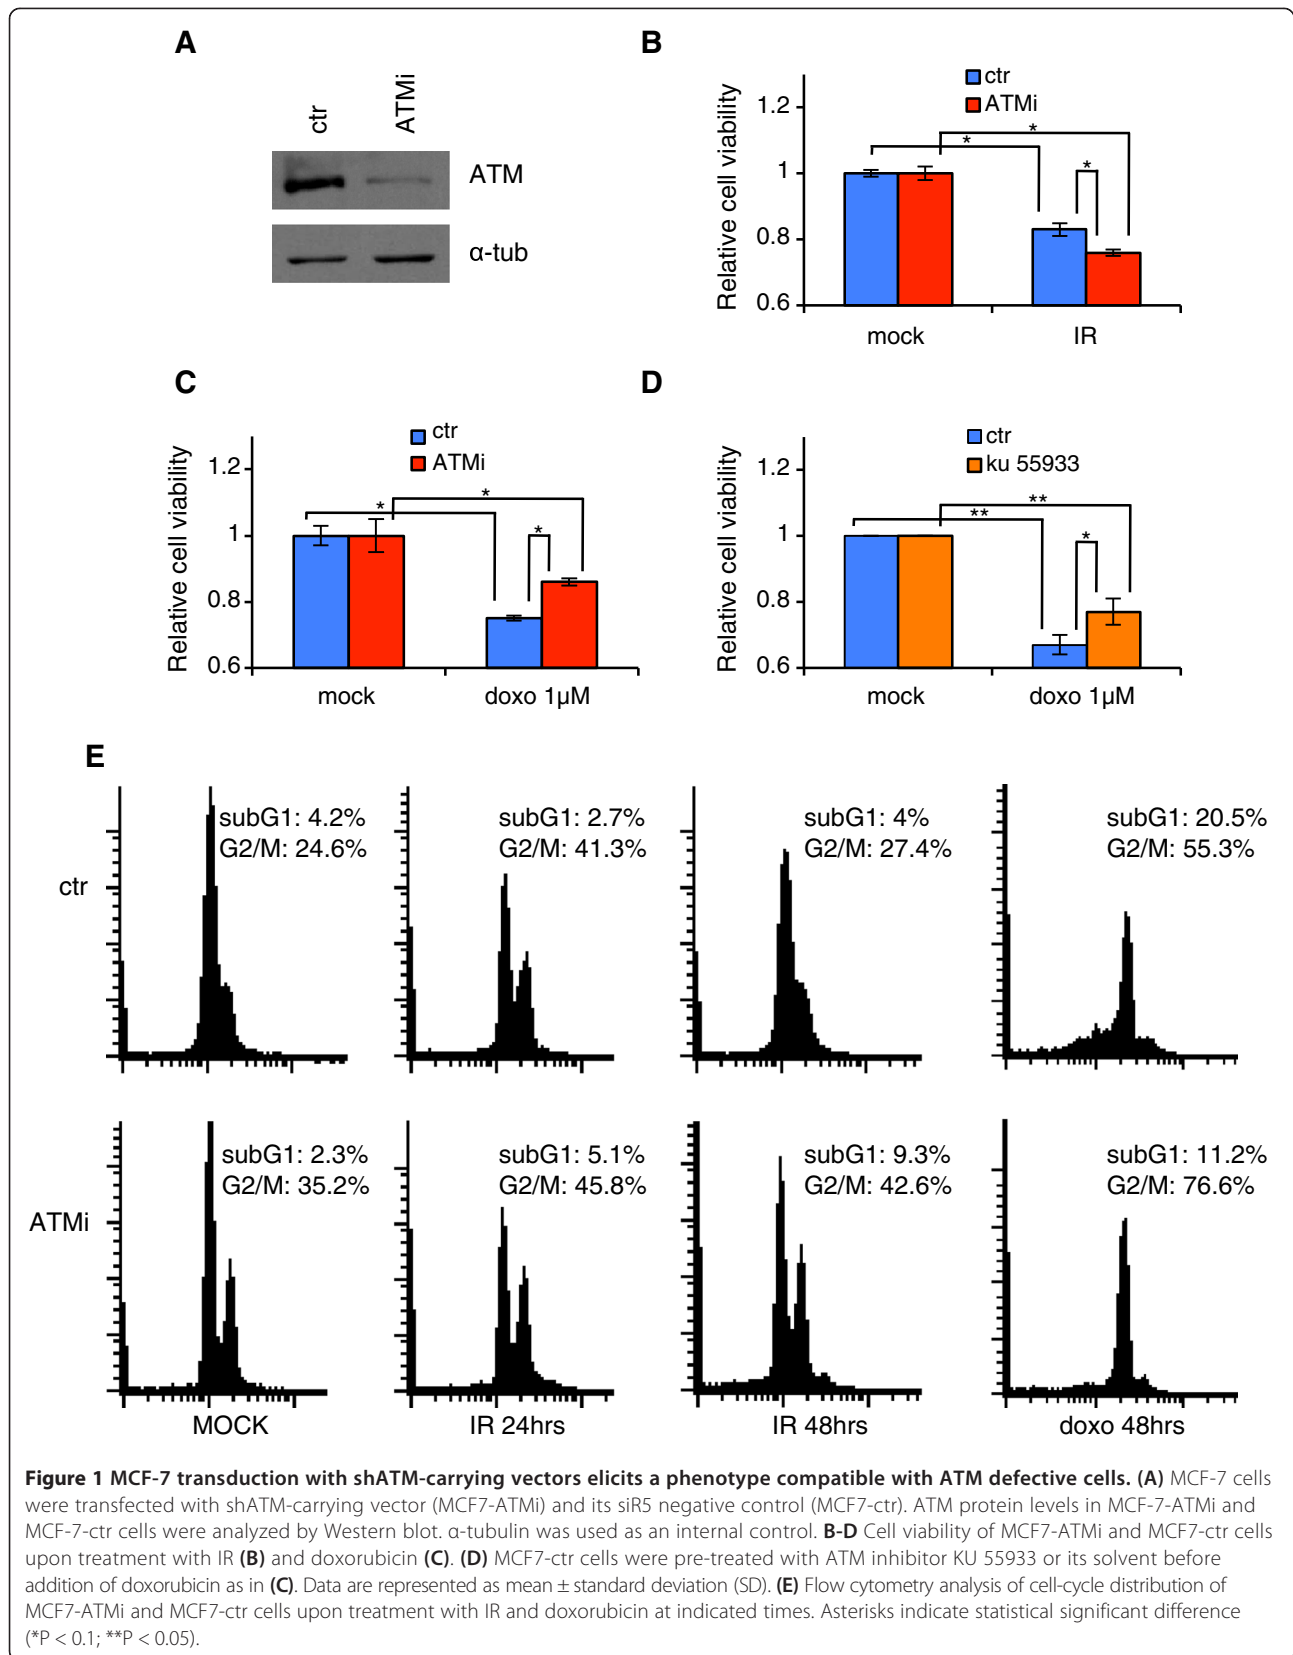 A
ctr
ATMi
ATM
α-tub
B
ctr
ATMi
Relative cell viability
1.2
1
0.8
0.6
*
*
*
mock
IR
C
ctr
ATMi
Relative cell viability
1.2
1
0.8
0.6
*
*
*
mock
doxo 1µM
D
ctr
ku 55933
Relative cell viability
1.2
1
0.8
0.6
**
**
*
mock
doxo 1µM
E
ctr
subG1: 4.2%
G2/M: 24.6%
subG1: 2.7%
G2/M: 41.3%
subG1: 4%
G2/M: 27.4%
subG1: 20.5%
G2/M: 55.3%
ATMi
subG1: 2.3%
G2/M: 35.2%
subG1: 5.1%
G2/M: 45.8%
subG1: 9.3%
G2/M: 42.6%
subG1: 11.2%
G2/M: 76.6%
MOCK
IR 24hrs
IR 48hrs
doxo 48hrs
Figure 1 MCF-7 transduction with shATM-carrying vectors elicits a phenotype compatible with ATM defective cells. (A) MCF-7 cells
were transfected with shATM-carrying vector (MCF7-ATMi) and its siR5 negative control (MCF7-ctr). ATM protein levels in MCF-7-ATMi and
MCF-7-ctr cells were analyzed by Western blot. α-tubulin was used as an internal control. B-D Cell viability of MCF7-ATMi and MCF7-ctr cells
upon treatment with IR (B) and doxorubicin (C). (D) MCF7-ctr cells were pre-treated with ATM inhibitor KU 55933 or its solvent before
addition of doxorubicin as in (C). Data are represented as mean ± standard deviation (SD). (E) Flow cytometry analysis of cell-cycle distribution of
MCF7-ATMi and MCF7-ctr cells upon treatment with IR and doxorubicin at indicated times. Asterisks indicate statistical significant difference
(*P < 0.1; **P < 0.05).